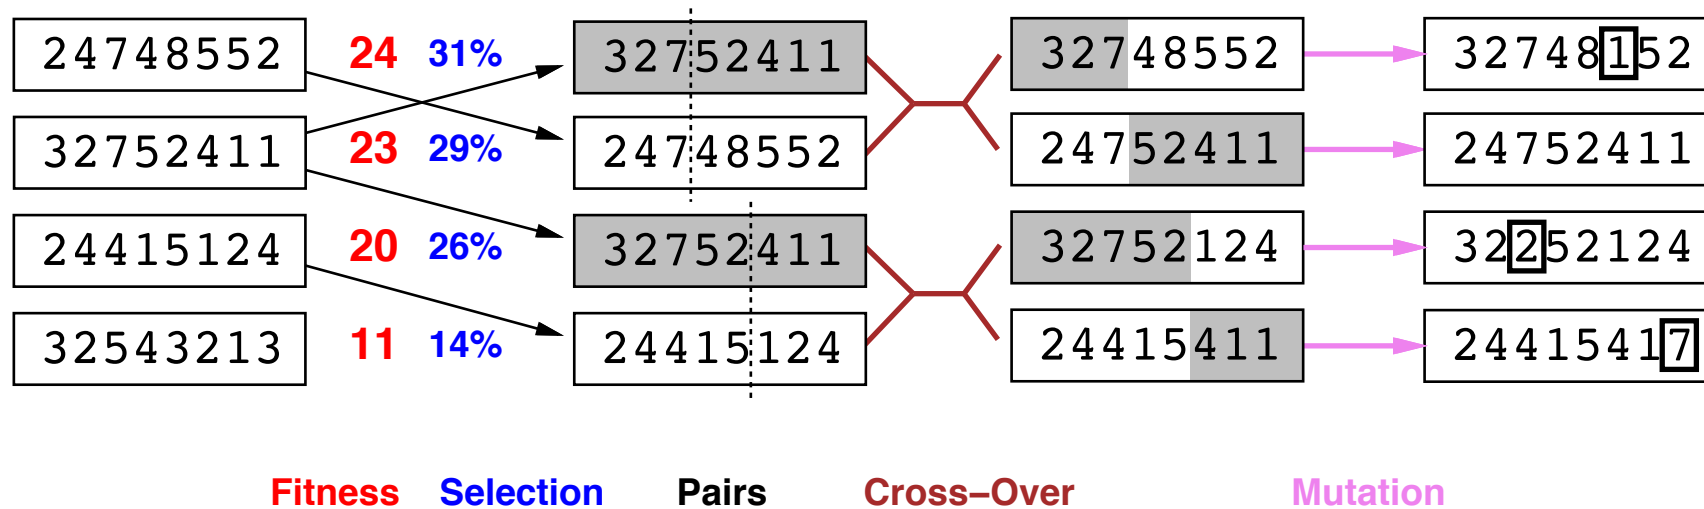 24748552 24 31% 32752411 32748552 32748152
32752411 23 29% 24748552 24752411 24752411
24415124 20 26% 32752411 32752124 32252124
32543213 11 14% 24415124 24415411 24415417
Fitness Selection Pairs Cross–Over Mutation